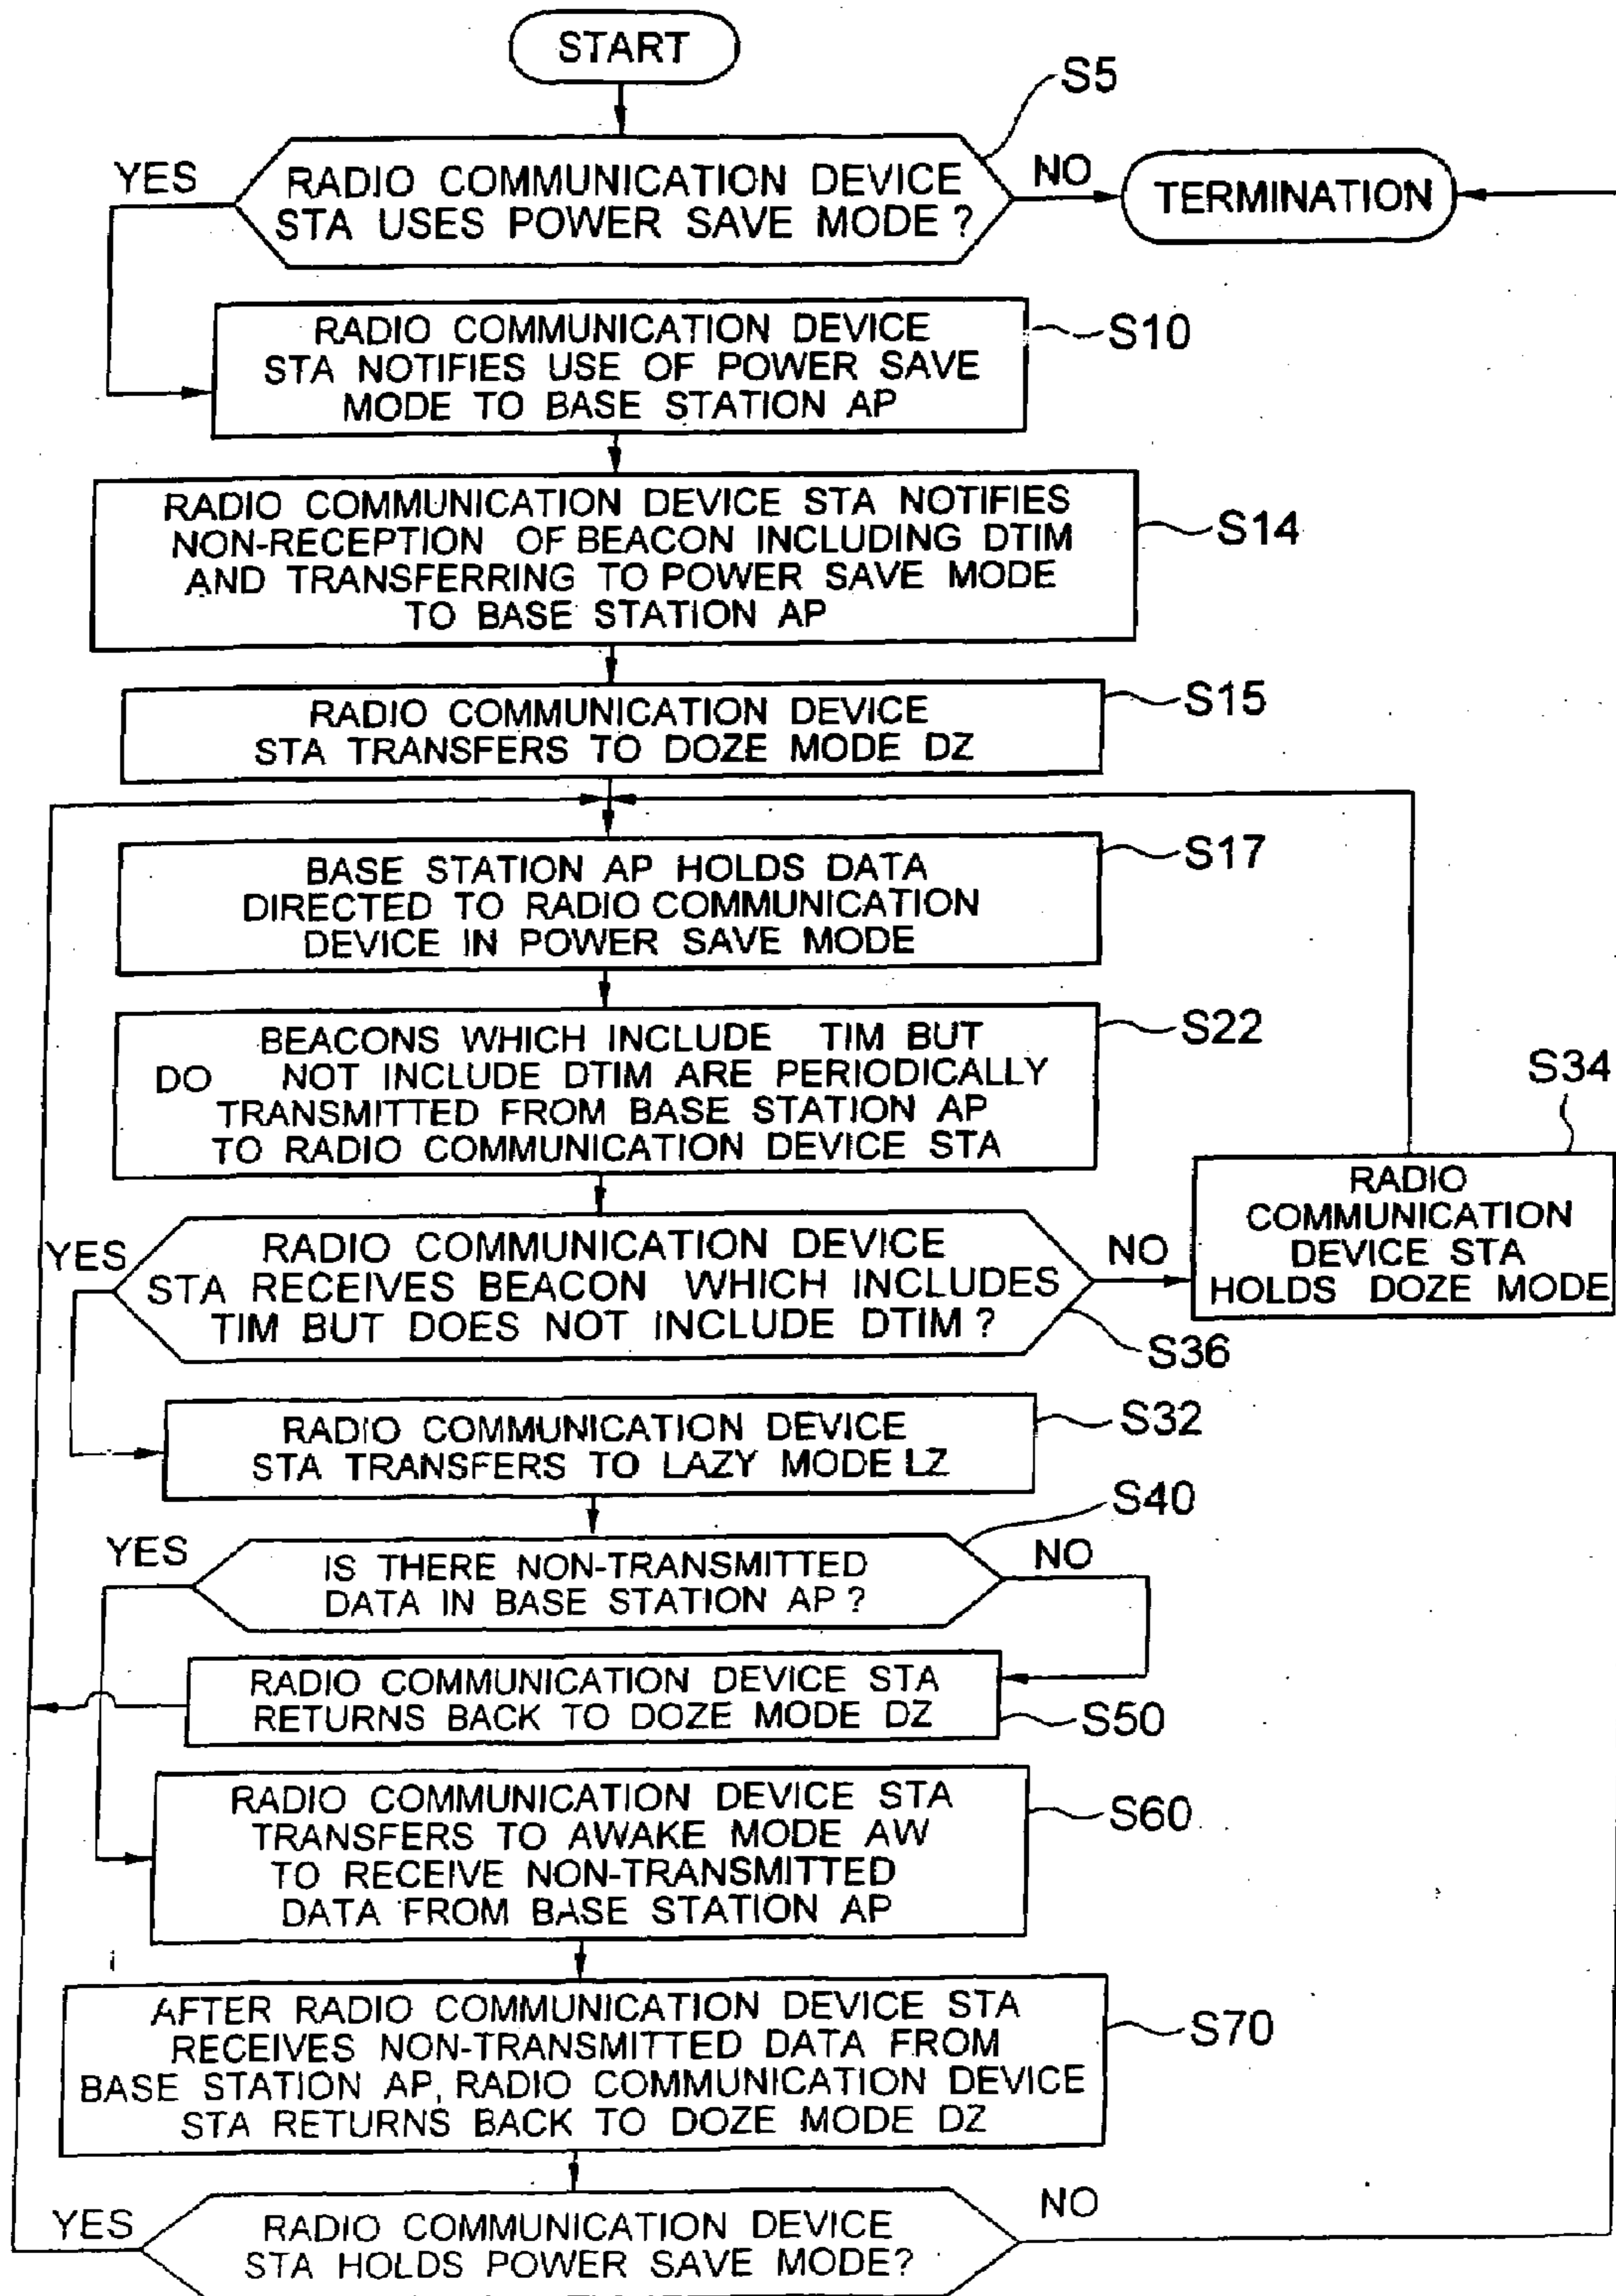 START
S5
YES
RADIO COMMUNICATION DEVICE
STA USES POWER SAVE MODE ?
NO
TERMINATION
RADIO COMMUNICATION DEVICE
STA NOTIFIES USE OF POWER SAVE
MODE TO BASE STATION AP
S10
RADIO COMMUNICATION DEVICE STA NOTIFIES
NON-RECEPTION OF BEACON INCLUDING DTIM
AND TRANSFERRING TO POWER SAVE MODE
TO BASE STATION AP
S14
RADIO COMMUNICATION DEVICE
STA TRANSFERS TO DOZE MODE DZ
S15
BASE STATION AP HOLDS DATA
DIRECTED TO RADIO COMMUNICATION
DEVICE IN POWER SAVE MODE
S17
BEACONS WHICH INCLUDE TIM BUT
DO NOT INCLUDE DTIM ARE PERIODICALLY
TRANSMITTED FROM BASE STATION AP
TO RADIO COMMUNICATION DEVICE STA
S22
S34
RADIO
COMMUNICATION
DEVICE STA
HOLDS DOZE MODE
YES
RADIO COMMUNICATION DEVICE
STA RECEIVES BEACON WHICH INCLUDES
TIM BUT DOES NOT INCLUDE DTIM ?
NO
S36
RADIO COMMUNICATION DEVICE
STA TRANSFERS TO LAZY MODE LZ
S32
S40
YES
IS THERE NON-TRANSMITTED
DATA IN BASE STATION AP ?
NO
RADIO COMMUNICATION DEVICE STA
RETURNS BACK TO DOZE MODE DZ
S50
RADIO COMMUNICATION DEVICE STA
TRANSFERS TO AWAKE MODE AW
TO RECEIVE NON-TRANSMITTED
DATA FROM BASE STATION AP
S60
AFTER RADIO COMMUNICATION DEVICE STA
RECEIVES NON-TRANSMITTED DATA FROM
BASE STATION AP, RADIO COMMUNICATION DEVICE
STA RETURNS BACK TO DOZE MODE DZ
S70
YES
RADIO COMMUNICATION DEVICE
STA HOLDS POWER SAVE MODE?
NO